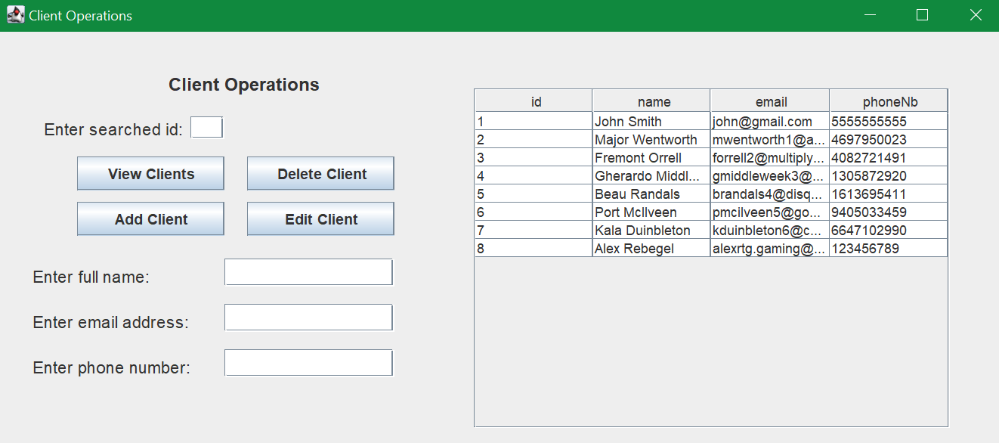 Client Operations
Client Operations
Enter searched id:
View Clients Delete Client
Add Client Edit Client
Enter full name:
Enter email address:
Enter phone number:
id name email phoneNb
1 John Smith john@gmail.com 5555555555
2 Major Wentworth mwentworth1@a... 4697950023
3 Fremont Orrell forrell2@multiply... 4082721491
4 Gherardo Middl... gmiddleweek3@... 1305872920
5 Beau Randals brandals4@disq... 1613695411
6 Port McIlveen pmcilveen5@go... 9405033459
7 Kala Duinbleton kduinbleton6@c... 6647102990
8 Alex Rebegel alexrtg.gaming@... 123456789